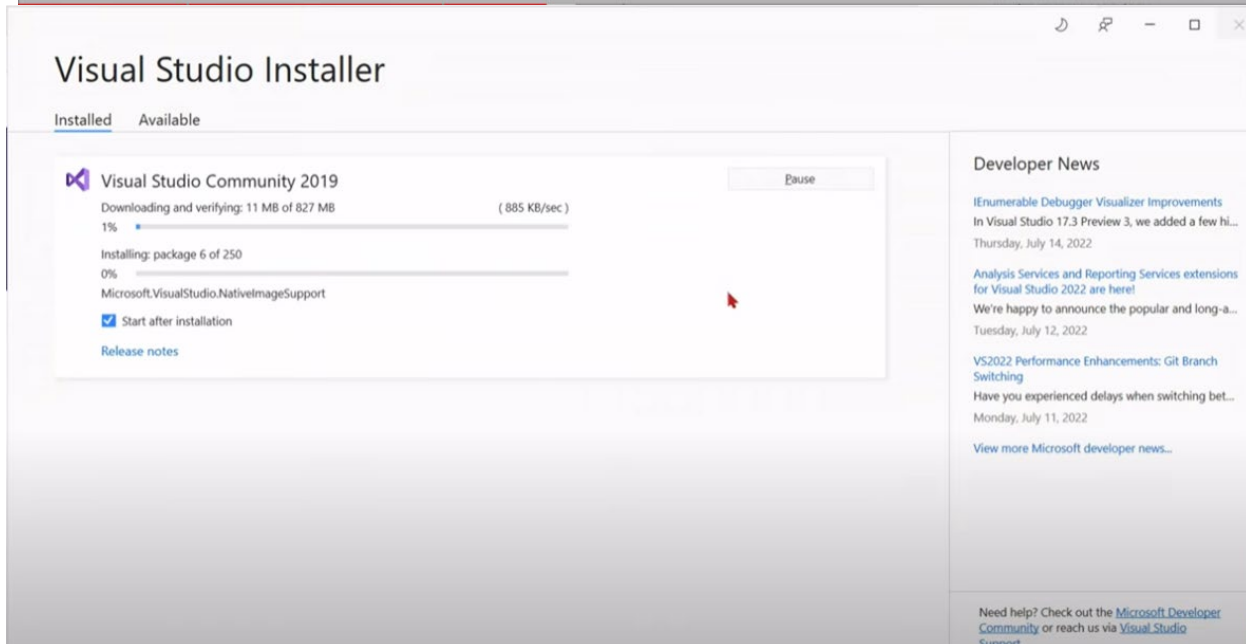 Visual Studio Installer
Installed Available
Visual Studio Community 2019
Pause
Downloading and verifying: 11 MB of 827 MB ( 885 KB/sec )
1%
Installing: package 6 of 250
0%
Microsoft.VisualStudio.NativeImageSupport
Start after installation
Release notes
Developer News
IEnumerable Debugger Visualizer Improvements
In Visual Studio 17.3 Preview 3, we added a few hi...
Thursday, July 14, 2022
Analysis Services and Reporting Services extensions
for Visual Studio 2022 are here!
We're happy to announce the popular and long-a...
Tuesday, July 12, 2022
VS2022 Performance Enhancements: Git Branch
Switching
Have you experienced delays when switching bet...
Monday, July 11, 2022
View more Microsoft developer news...
Need help? Check out the Microsoft Developer
Community or reach us via Visual Studio
Support